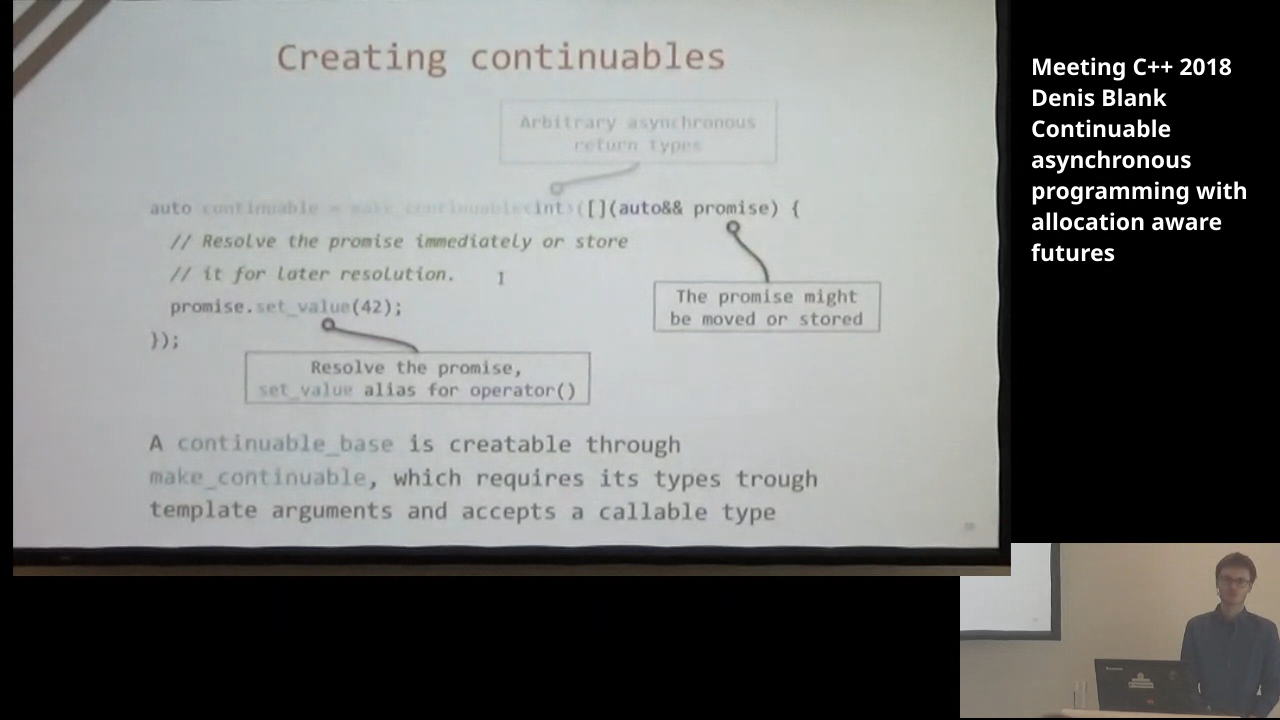 Creating continuables
Arbitrary asynchronous
return types
auto continuable = make_continuable<int>([](auto&& promise) {
// Resolve the promise immediately or store
// it for later resolution.
promise.set_value(42);
});
The promise might
be moved or stored
Resolve the promise,
set_value alias for operator()
A continuable_base is creatable through
make_continuable, which requires its types trough
template arguments and accepts a callable type
Meeting C++ 2018
Denis Blank
Continuable
asynchronous
programming with
allocation aware
futures